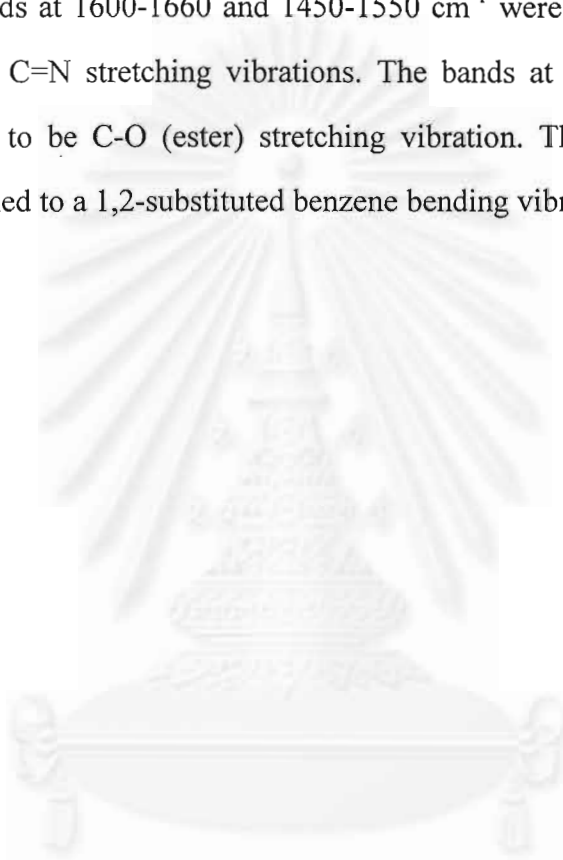 ds at 1600-1660 and 1450-1550 cm⁻¹ were
C=N stretching vibrations. The bands at
to be C-O (ester) stretching vibration. Th
ed to a 1,2-substituted benzene bending vib